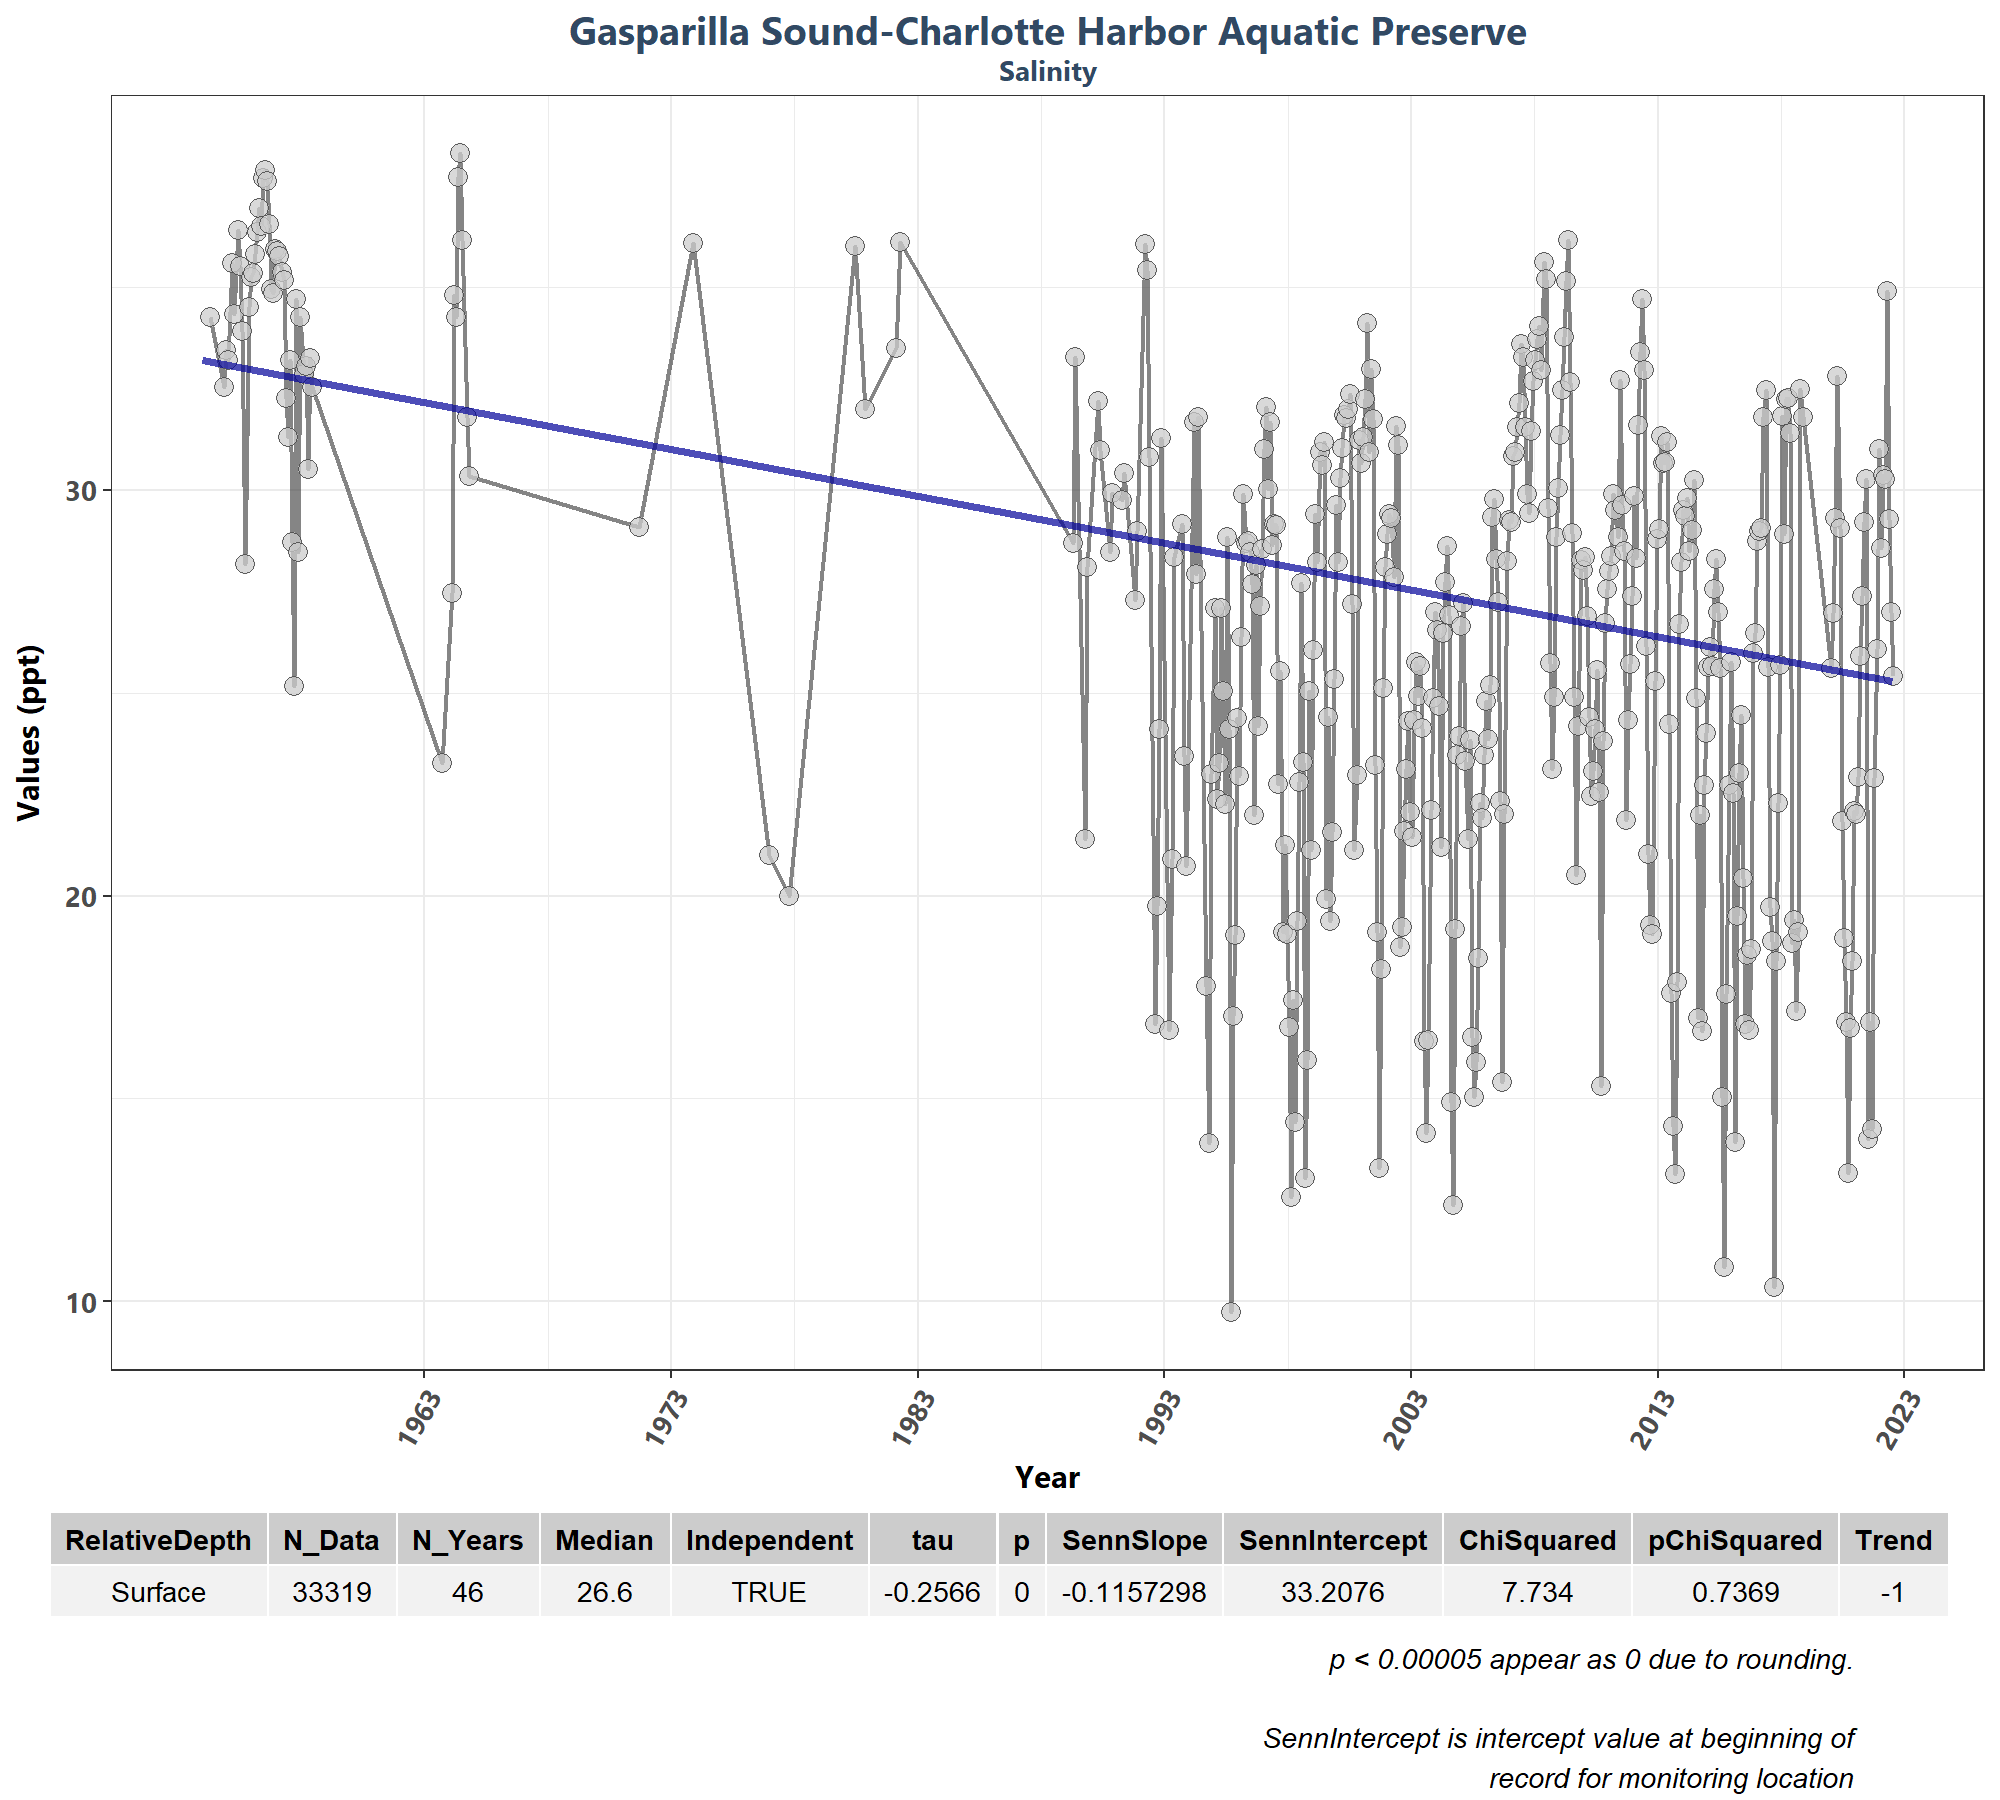 Gasparilla Sound-Charlotte Harbor Aquatic Preserve
Salinity
Values (ppt)
30
20
10
1963 1973 1983 1993 2003 2013 2023
Year
RelativeDepth N_Data N_Years Median Independent tau p SennSlope SennIntercept ChiSquared pChiSquared Trend
Surface 33319 46 26.6 TRUE -0.2566 0 -0.1157298 33.2076 7.734 0.7369 -1
p < 0.00005 appear as 0 due to rounding.
SennIntercept is intercept value at beginning of
record for monitoring location